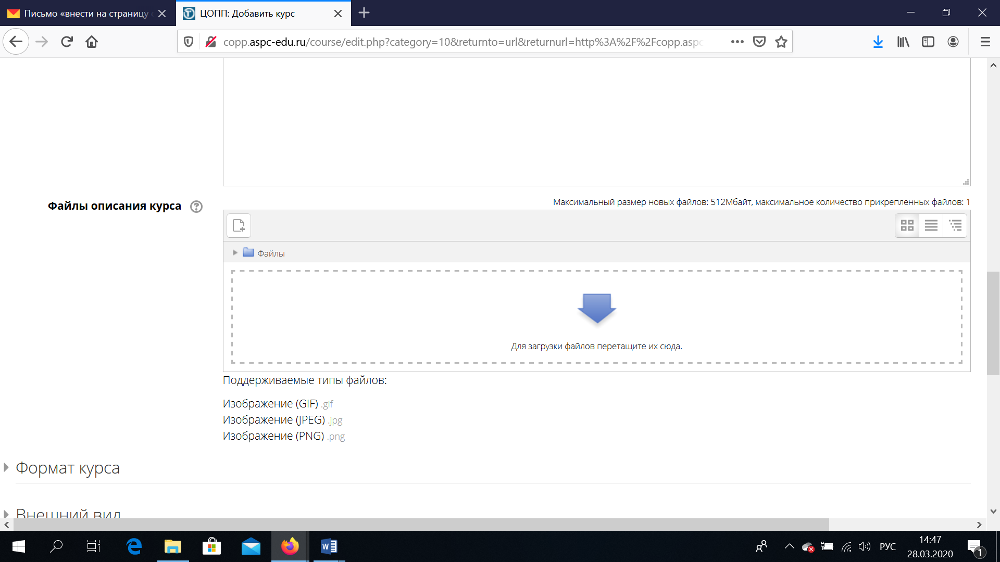 Письмо «внести на страницу
ЦОПП: Добавить курс
copp.aspc-edu.ru/course/edit.php?category=10&returnto=url&returnurl=http%3A%2F%2Fcopp.aspc
Файлы описания курса
Максимальный размер новых файлов: 512Мбайт, максимальное количество прикрепленных файлов: 1
Файлы
Для загрузки файлов перетащите их сюда.
Поддерживаемые типы файлов:
Изображение (GIF) .gif
Изображение (JPEG) .jpg
Изображение (PNG) .png
Формат курса
Внешний вид
РУС
14:47
28.03.2020
1